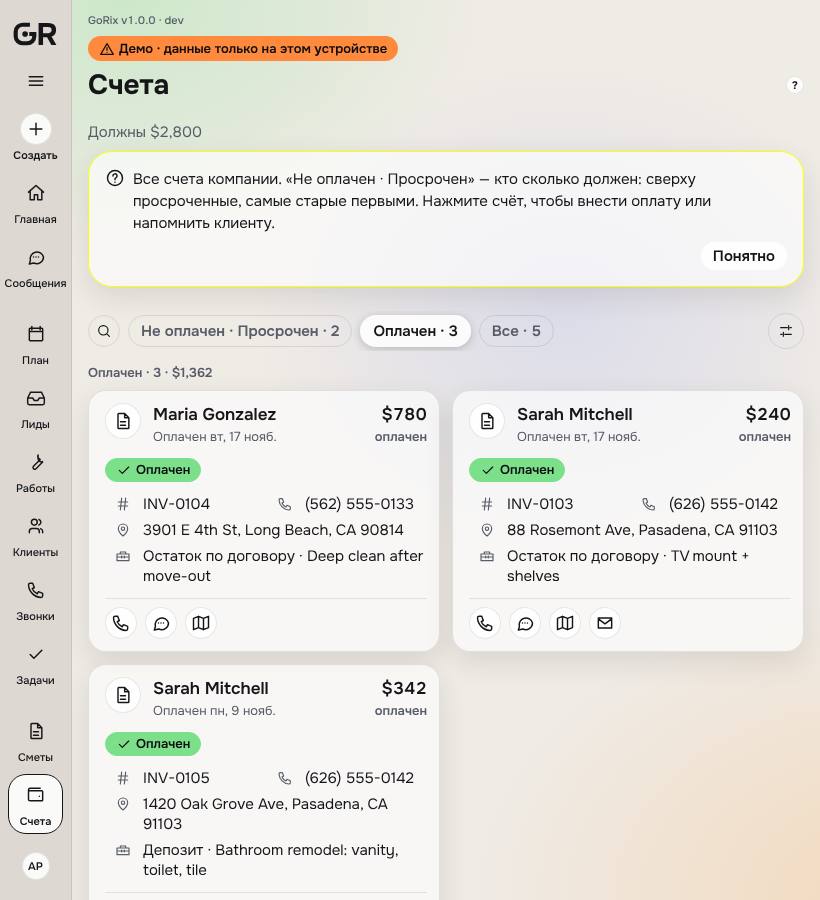 GR
GoRix v1.0.0 · dev
Демо · данные только на этом устройстве
Счета
?
Должны $2,800
Все счета компании. «Не оплачен · Просрочен» — кто сколько должен: сверху
просроченные, самые старые первыми. Нажмите счёт, чтобы внести оплату или
напомнить клиенту.
Понятно
Не оплачен · Просрочен · 2
Оплачен · 3
Все · 5
Оплачен · 3 · $1,362
Maria Gonzalez
$780
Оплачен вт, 17 нояб.
оплачен
Оплачен
INV-0104
(562) 555-0133
3901 E 4th St, Long Beach, CA 90814
Остаток по договору · Deep clean after
move-out
Sarah Mitchell
$240
Оплачен вт, 17 нояб.
оплачен
Оплачен
INV-0103
(626) 555-0142
88 Rosemont Ave, Pasadena, CA 91103
Остаток по договору · TV mount +
shelves
Sarah Mitchell
$342
Оплачен пн, 9 нояб.
оплачен
Оплачен
INV-0105
(626) 555-0142
1420 Oak Grove Ave, Pasadena, CA
91103
Депозит · Bathroom remodel: vanity,
toilet, tile
Создать
Главная
Сообщения
План
Лиды
Работы
Клиенты
Звонки
Задачи
Сметы
Счета
AP